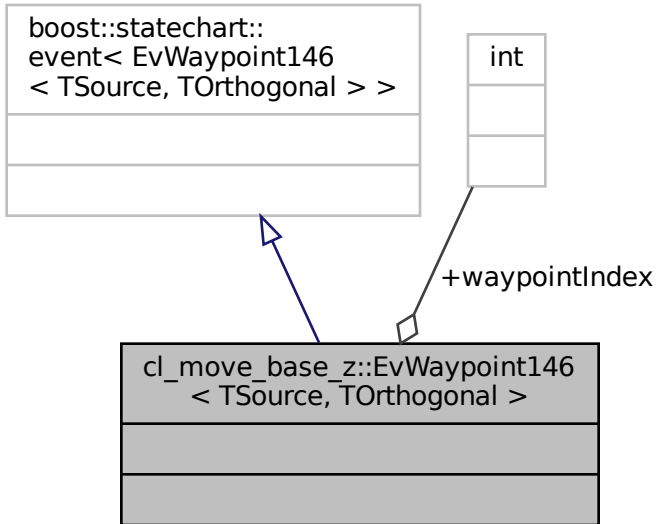 boost::statechart::
event< EvWaypoint146
< TSource, TOrthogonal > >
int
+waypointIndex
cl_move_base_z::EvWaypoint146
< TSource, TOrthogonal >